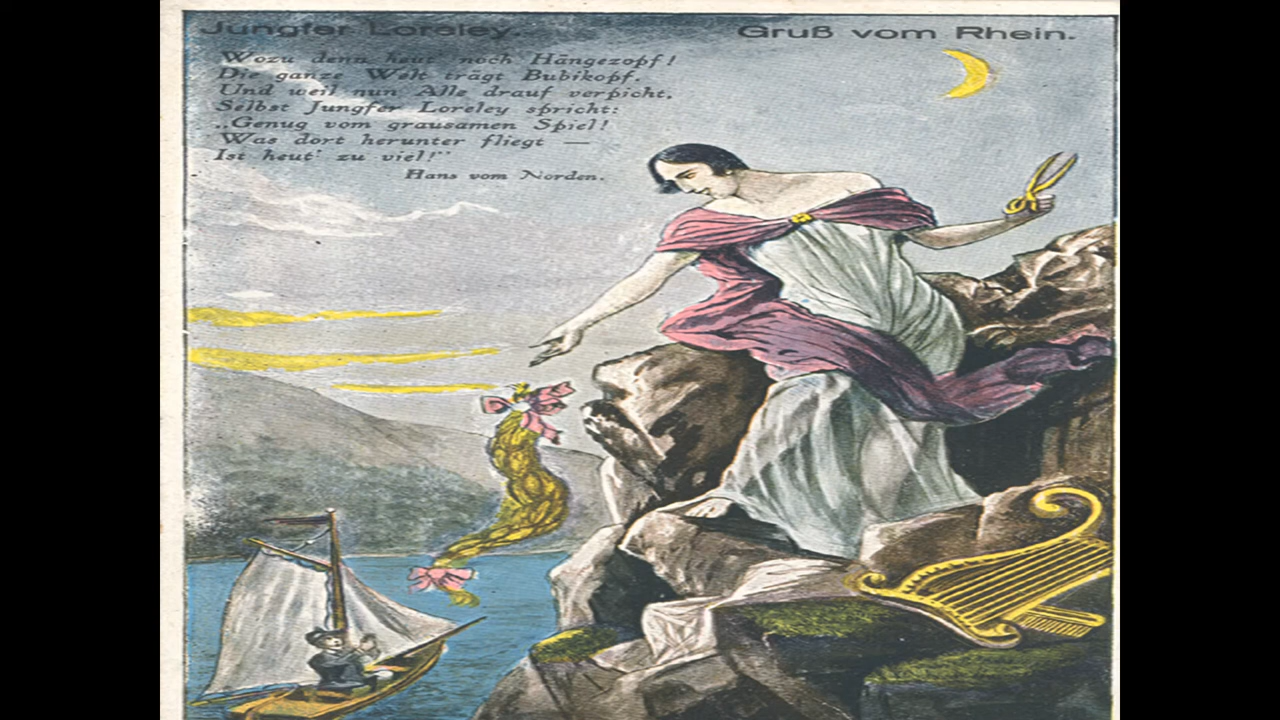 Jungfer Loreley.
Gruß vom Rhein.
Wozu denn heut' noch Hängezopf!
Die ganze Welt trägt Bubikopf.
Und weil nun Alle drauf verpicht,
Selbst Jungfer Loreley spricht:
„Genug vom grausamen Spiel!
Was dort herunter fliegt —
Ist heut' zu viel!"
Hans vom Norden.